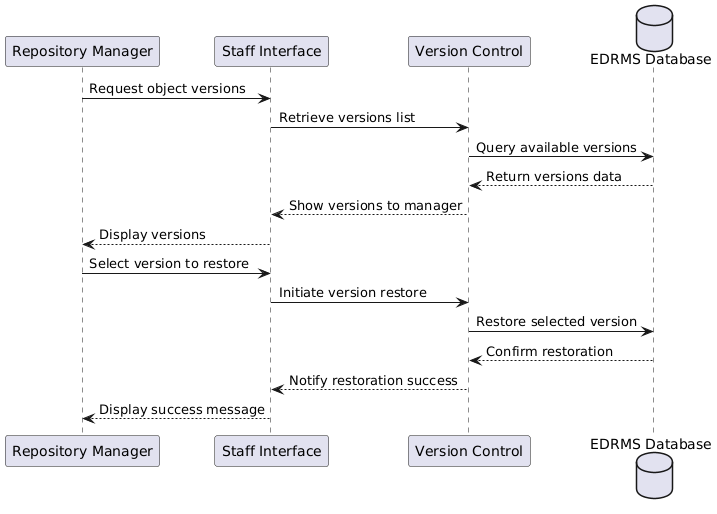 EDRMS Database
Repository Manager
Staff Interface
Version Control
Request object versions
Retrieve versions list
Query available versions
Return versions data
Show versions to manager
Display versions
Select version to restore
Initiate version restore
Restore selected version
Confirm restoration
Notify restoration success
Display success message
Repository Manager
Staff Interface
Version Control
EDRMS Database